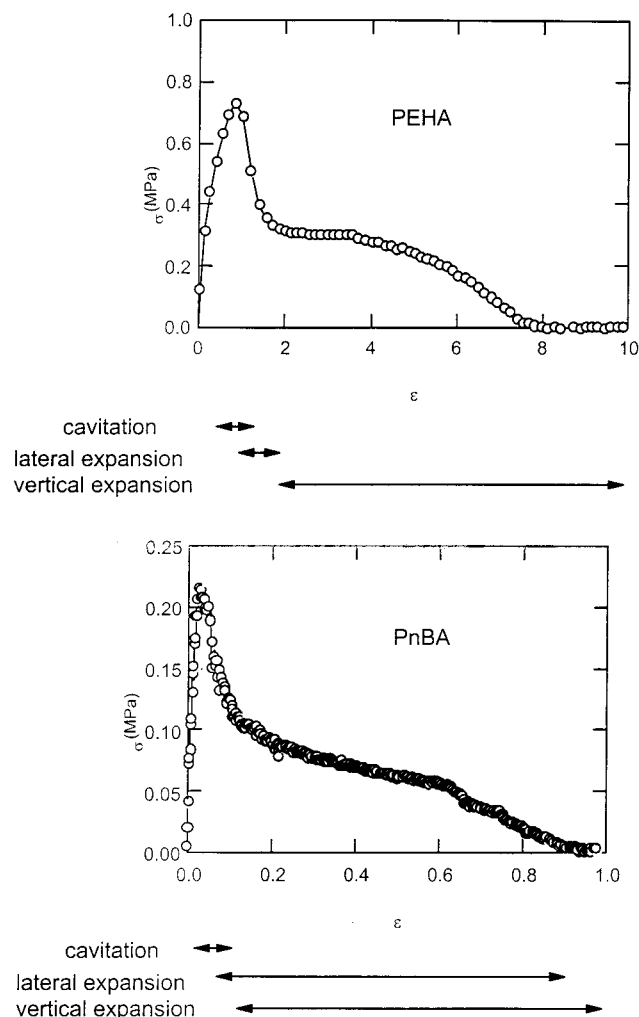 1.0
0.8
PEHA
0.6
σ (MPa)
0.4
0.2
0.0
0 2 4 6 8 10
ε
cavitation
lateral expansion
vertical expansion
0.25
0.20
PnBA
0.15
σ (MPa)
0.10
0.05
0.00
0.0 0.2 0.4 0.6 0.8 1.0
ε
cavitation
lateral expansion
vertical expansion